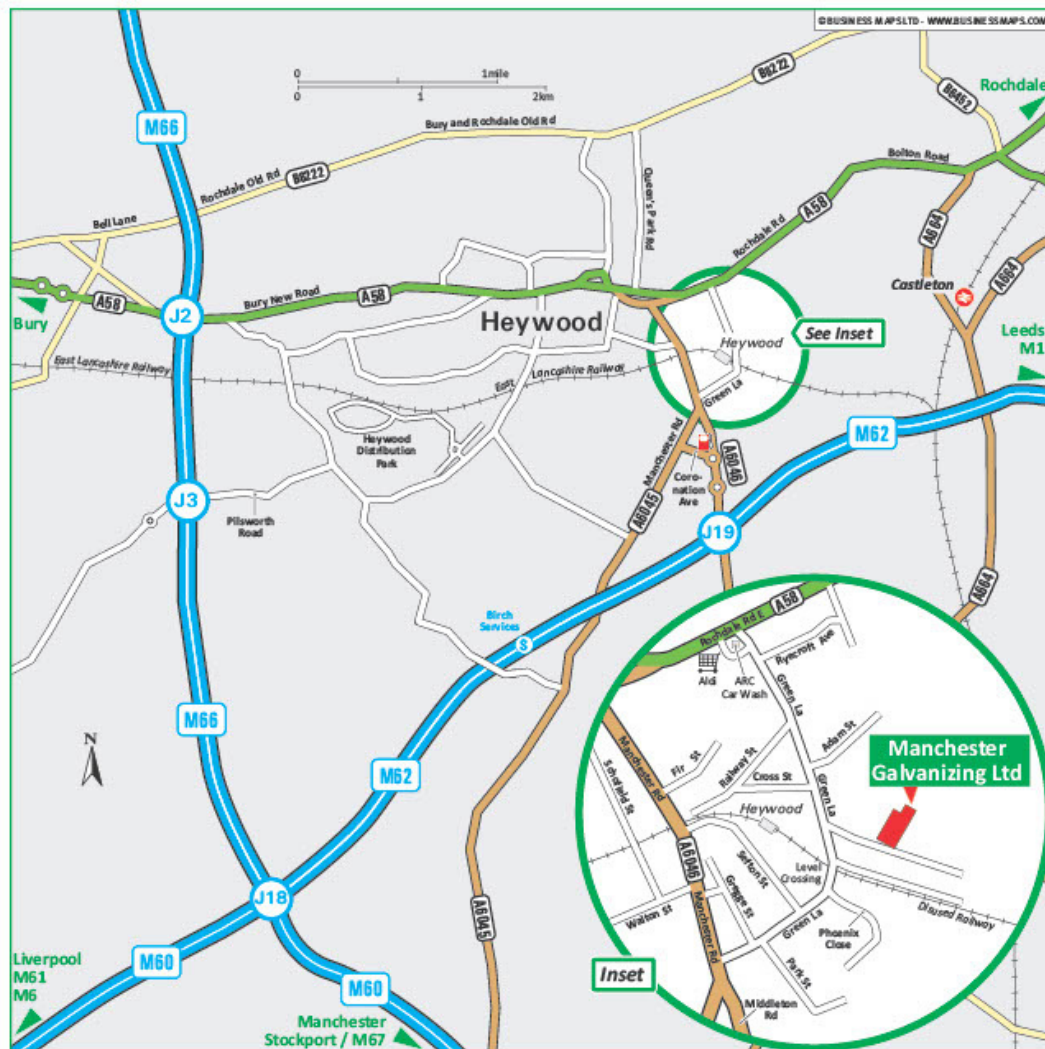 © BUSINESS MAPS LTD - WWW.BUSINESSMAPS.COM
0 1mile
0 1 2km
M66
B6222
B6452
Rochdale
Bury and Rochdale Old Rd
Bolton Road
Rochdale Old Rd
B6222
Queen's Park Rd
A58
Rochdale Rd
A664
Bell Lane
A664
Castleton
A58
Bury New Road
A58
J2
Bury
Heywood
Heywood
See Inset
Leeds
M1
East Lancashire Railway
East Lancashire Railway
Green La
M62
Heywood
Distribution
Park
Manchester Rd
A6046
Coro-
nation
Ave
J3
Pilsworth
Road
A6045
J19
A664
Birch
Services
S
Rochdale Rd E
A58
Ryecroft Ave
Aldi
ARC
Car Wash
Green La
N
M66
M62
Manchester Rd
Schofield St
Fir St
Railway St
Adam St
Cross St
Green La
Manchester
Galvanizing Ltd
Heywood
A6046
Sefton St
Gregge St
Level
Crossing
Walton St
Manchester Rd
Green La
Phoenix
Close
Disused Railway
Park St
J18
A6045
M60
Liverpool
M61
M6
M60
Manchester
Stockport / M67
Inset
Middleton
Rd